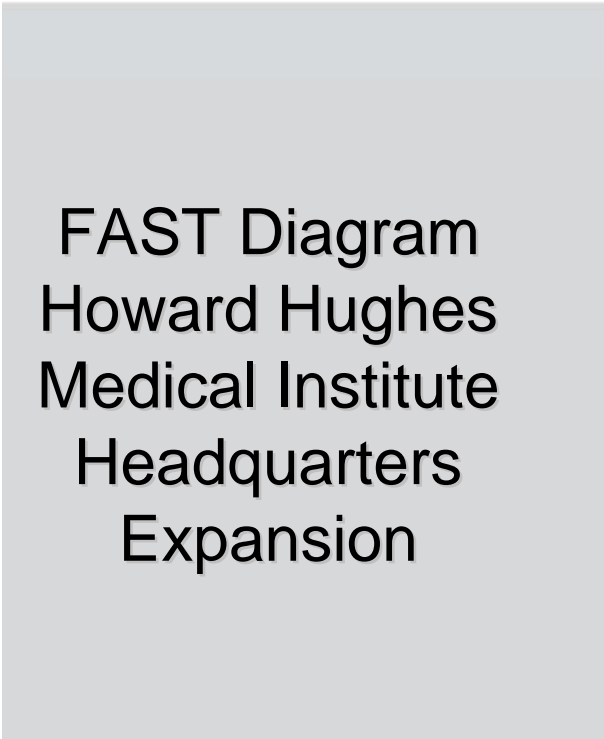 FAST Diagram
Howard Hughes
Medical Institute
Headquarters
Expansion